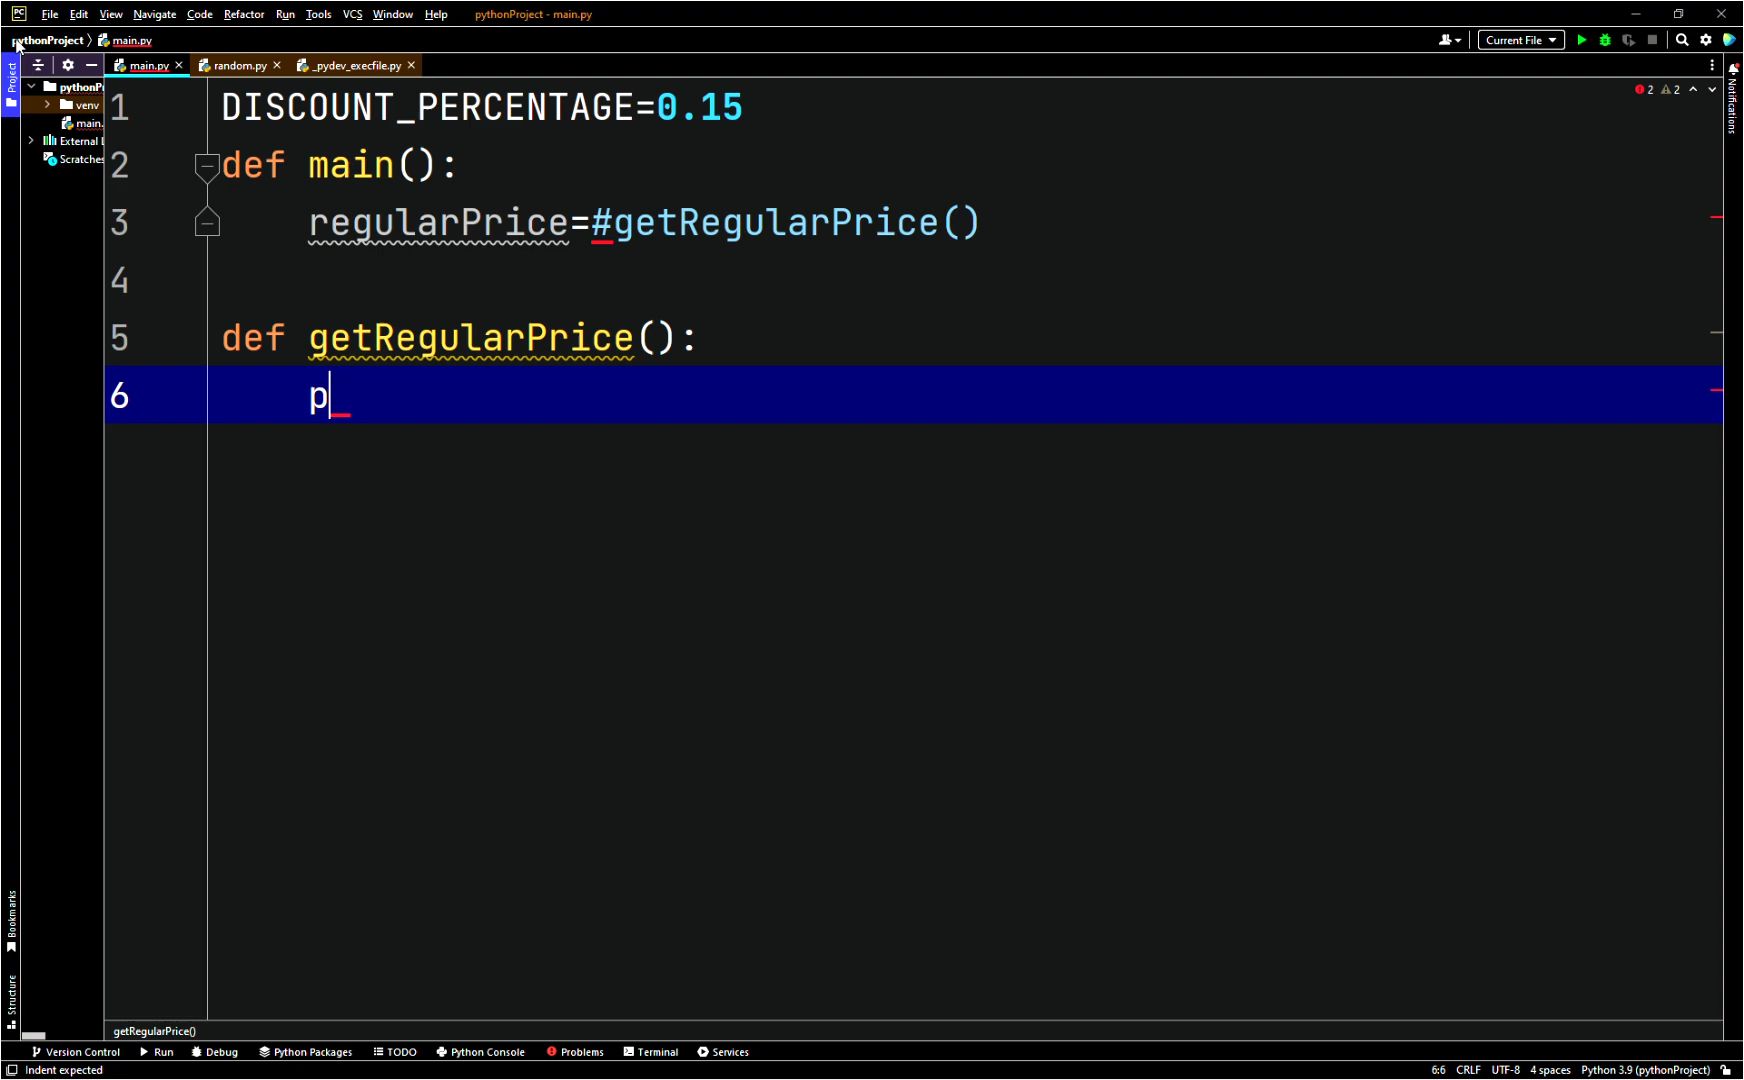 PC File Edit View Navigate Code Refactor Run Tools VCS Window Help pythonProject - main.py
pythonProject main.py Current File
Project main.py random.py _pydev_execfile.py
pythonPr
venv
main.
External L
Scratches
Notifications
2 2
1 DISCOUNT_PERCENTAGE=0.15
2 def main():
3 regularPrice=#getRegularPrice()
4
5 def getRegularPrice():
6 p
Bookmarks
Structure
getRegularPrice()
Version Control Run Debug Python Packages TODO Python Console Problems Terminal Services
Indent expected 6:6 CRLF UTF-8 4 spaces Python 3.9 (pythonProject)